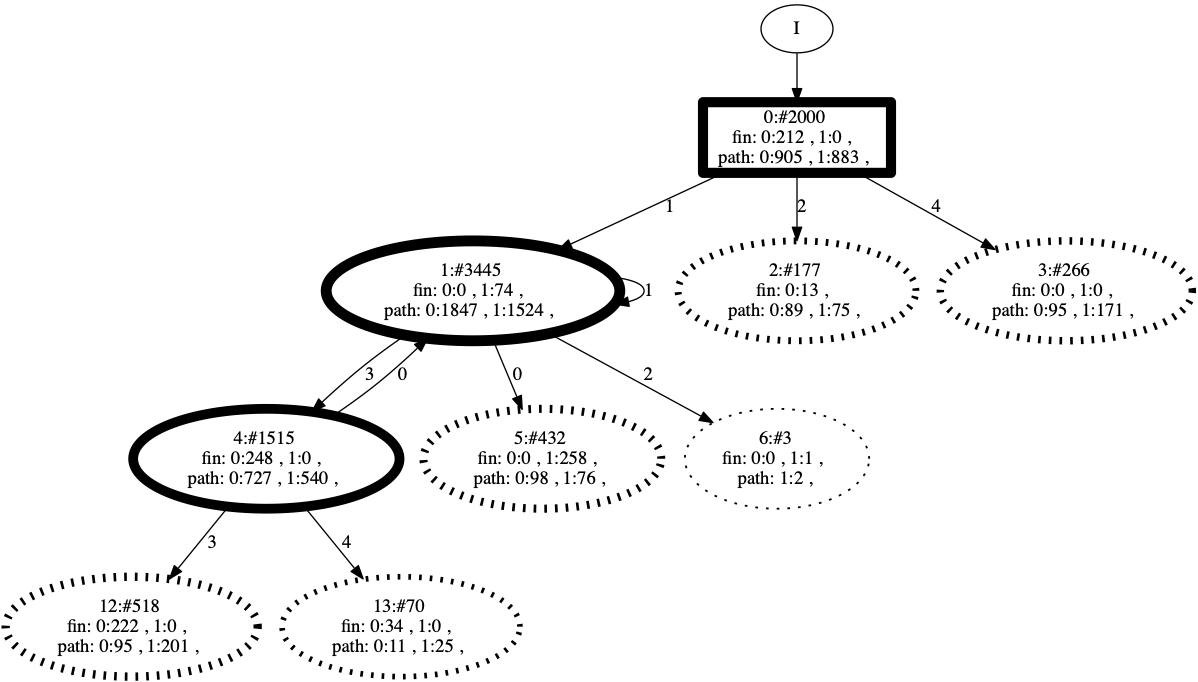 I
0:#2000
fin: 0:212 , 1:0 ,
path: 0:905 , 1:883 ,
1
2
4
1:#3445
fin: 0:0 , 1:74 ,
path: 0:1847 , 1:1524 ,
1
2:#177
fin: 0:13 ,
path: 0:89 , 1:75 ,
3:#266
fin: 0:0 , 1:0 ,
path: 0:95 , 1:171 ,
3
0
0
2
4:#1515
fin: 0:248 , 1:0 ,
path: 0:727 , 1:540 ,
5:#432
fin: 0:0 , 1:258 ,
path: 0:98 , 1:76 ,
6:#3
fin: 0:0 , 1:1 ,
path: 1:2 ,
3
4
12:#518
fin: 0:222 , 1:0 ,
path: 0:95 , 1:201 ,
13:#70
fin: 0:34 , 1:0 ,
path: 0:11 , 1:25 ,